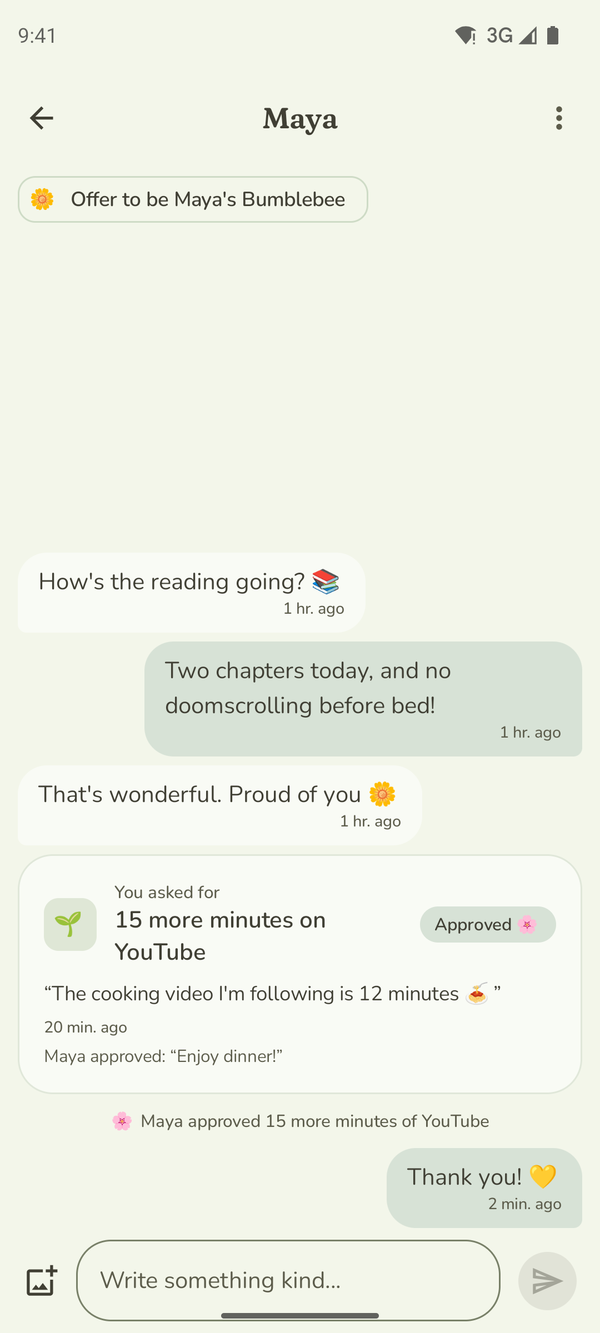 9:41
3G
Maya
🌼 Offer to be Maya's Bumblebee
How's the reading going? 📚
1 hr. ago
Two chapters today, and no
doomscrolling before bed!
1 hr. ago
That's wonderful. Proud of you 🌼
1 hr. ago
You asked for
15 more minutes on
YouTube
Approved 🌸
“The cooking video I'm following is 12 minutes 🍝 ”
20 min. ago
Maya approved: “Enjoy dinner!”
🌸 Maya approved 15 more minutes of YouTube
Thank you! 💛
2 min. ago
Write something kind...